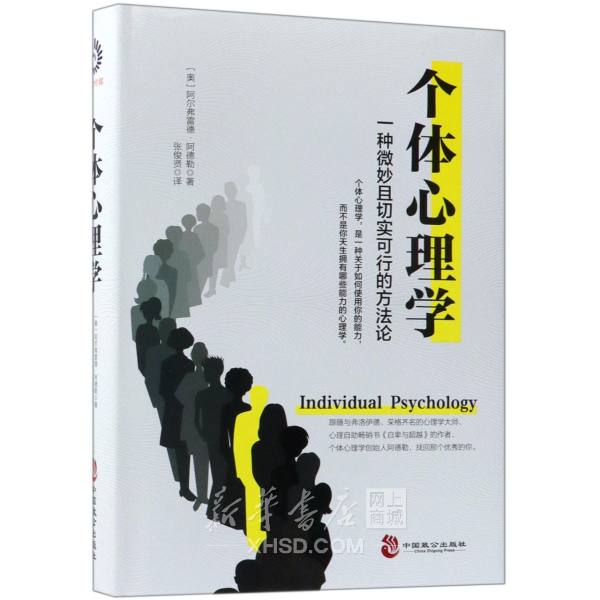 个体心理学
一种微妙且切实可行的方法论
[奥]阿尔弗雷德·阿德勒◎著
张俊贤◎译
个体心理学，是一种关于如何使用你的能力，
而不是你天生拥有哪些能力的心理学。
Individual Psychology
跟随与弗洛伊德、荣格齐名的心理学大师、
心理自助畅销书《自卑与超越》的作者、
个体心理学创始人阿德勒，找回那个优秀的你。
中国致公出版社
China Zhigong Press
个体心理学
中国致公出版社
新华书店
网上
商城
XHSD.COM